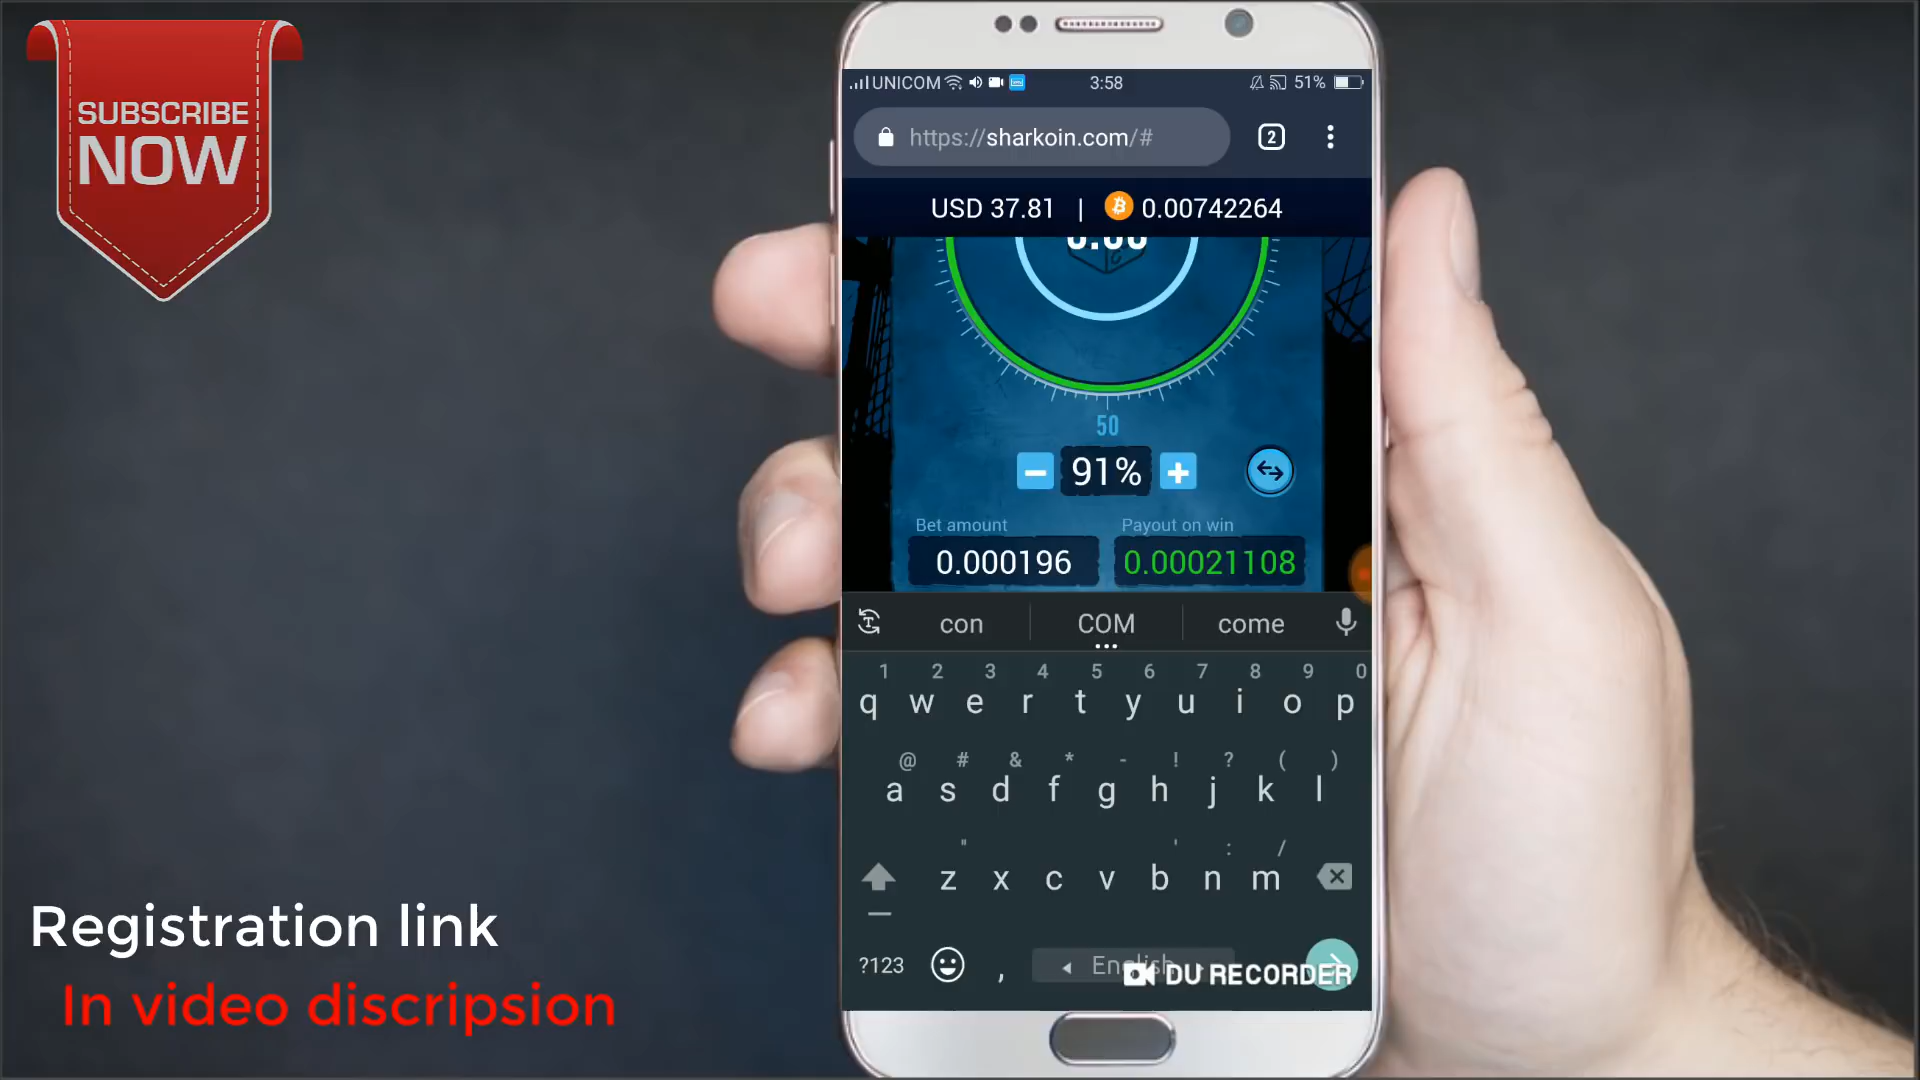 SUBSCRIBE
NOW
UNICOM 3:58 51%
https://sharkoin.com/# 2
USD 37.81 | 0.00742264
50
91%
Bet amount Payout on win
0.000196 0.00021108
con COM come
1 2 3 4 5 6 7 8 9 0
q w e r t y u i o p
@ # & * - ! ? ( )
a s d f g h j k l
" ' : /
z x c v b n m
?123 , English
DU RECORDER
Registration link
In video discripsion